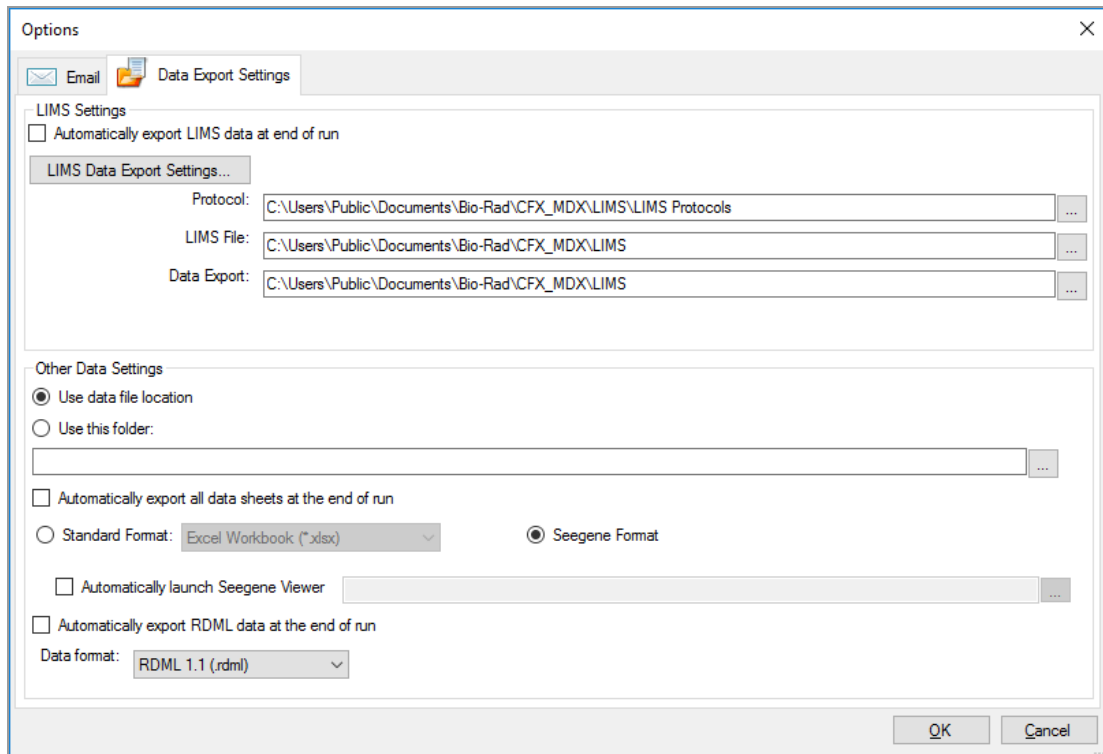 Options
Email
Data Export Settings
LIMS Settings
Automatically export LIMS data at end of run
LIMS Data Export Settings...
Protocol: C:\Users\Public\Documents\Bio-Rad\CFX_MDX\LIMS\LIMS Protocols ...
LIMS File: C:\Users\Public\Documents\Bio-Rad\CFX_MDX\LIMS ...
Data Export: C:\Users\Public\Documents\Bio-Rad\CFX_MDX\LIMS ...
Other Data Settings
Use data file location
Use this folder:
...
Automatically export all data sheets at the end of run
Standard Format: Excel Workbook (*.xlsx) Seegene Format
Automatically launch Seegene Viewer ...
Automatically export RDML data at the end of run
Data format: RDML 1.1 (.rdml)
OK Cancel